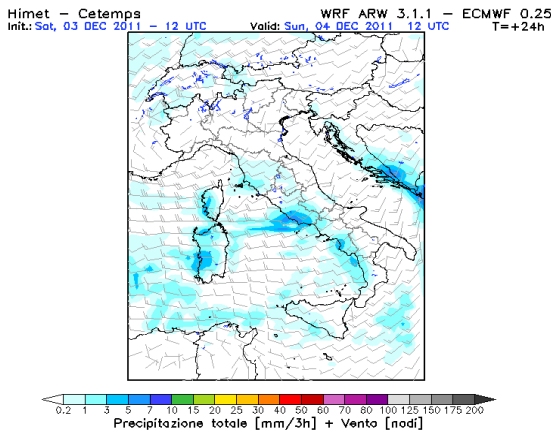 Himet – Cetemps WRF ARW 3.1.1 – ECMWF 0.25
Init.: Sat, 03 DEC 2011 – 12 UTC Valid: Sun, 04 DEC 2011 12 UTC T=+24h
0.2 1 3 5 7 10 15 20 25 30 40 50 60 70 80 100 125 150 175 200
Precipitazione totale [mm/3h] + Vento [nodi]